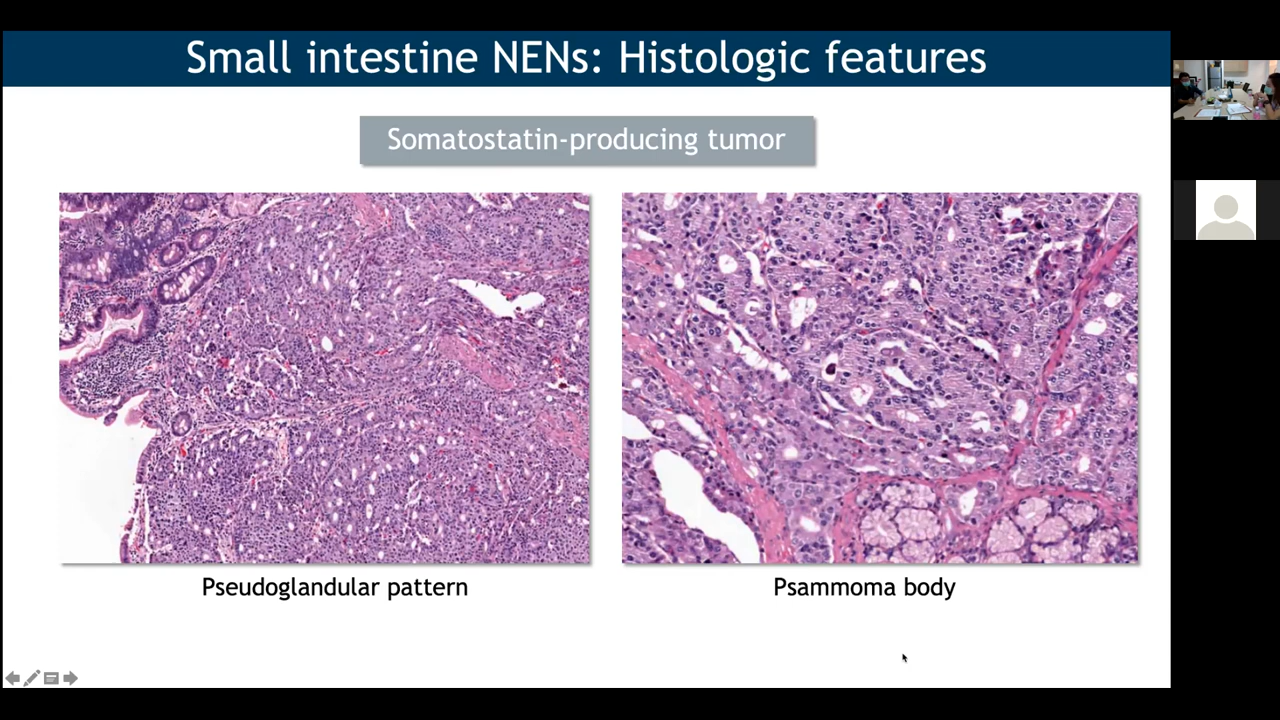 Small intestine NENs: Histologic features
Somatostatin-producing tumor
Pseudoglandular pattern
Psammoma body